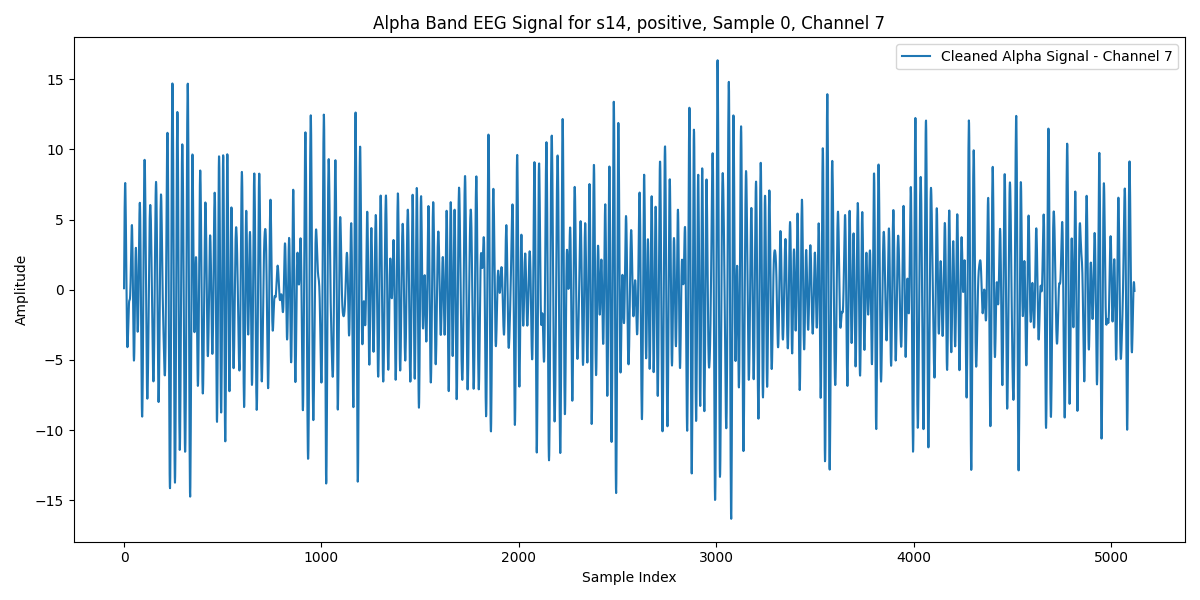 Alpha Band EEG Signal for s14, positive, Sample 0, Channel 7
Cleaned Alpha Signal - Channel 7
Amplitude
15
10
5
0
−5
−10
−15
0 1000 2000 3000 4000 5000
Sample Index